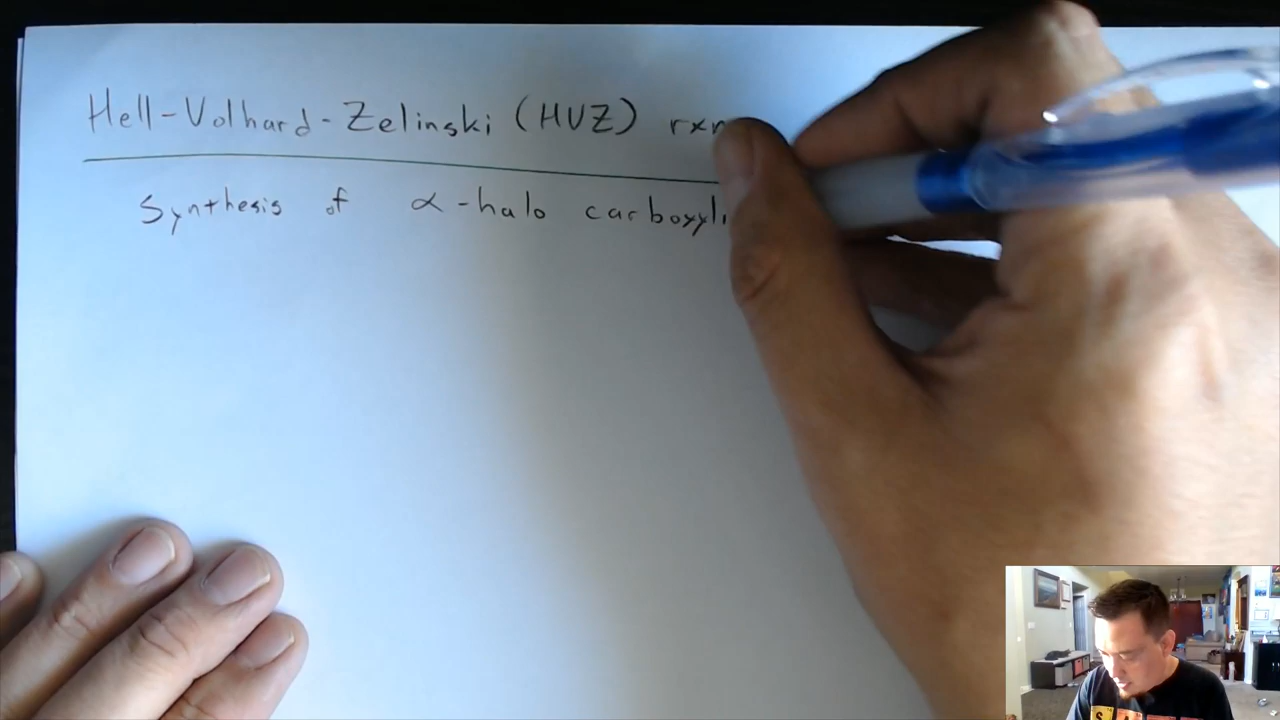 Hell-Volhard-Zelinski (HVZ) rxn
Synthesis of α-halo carboxyli